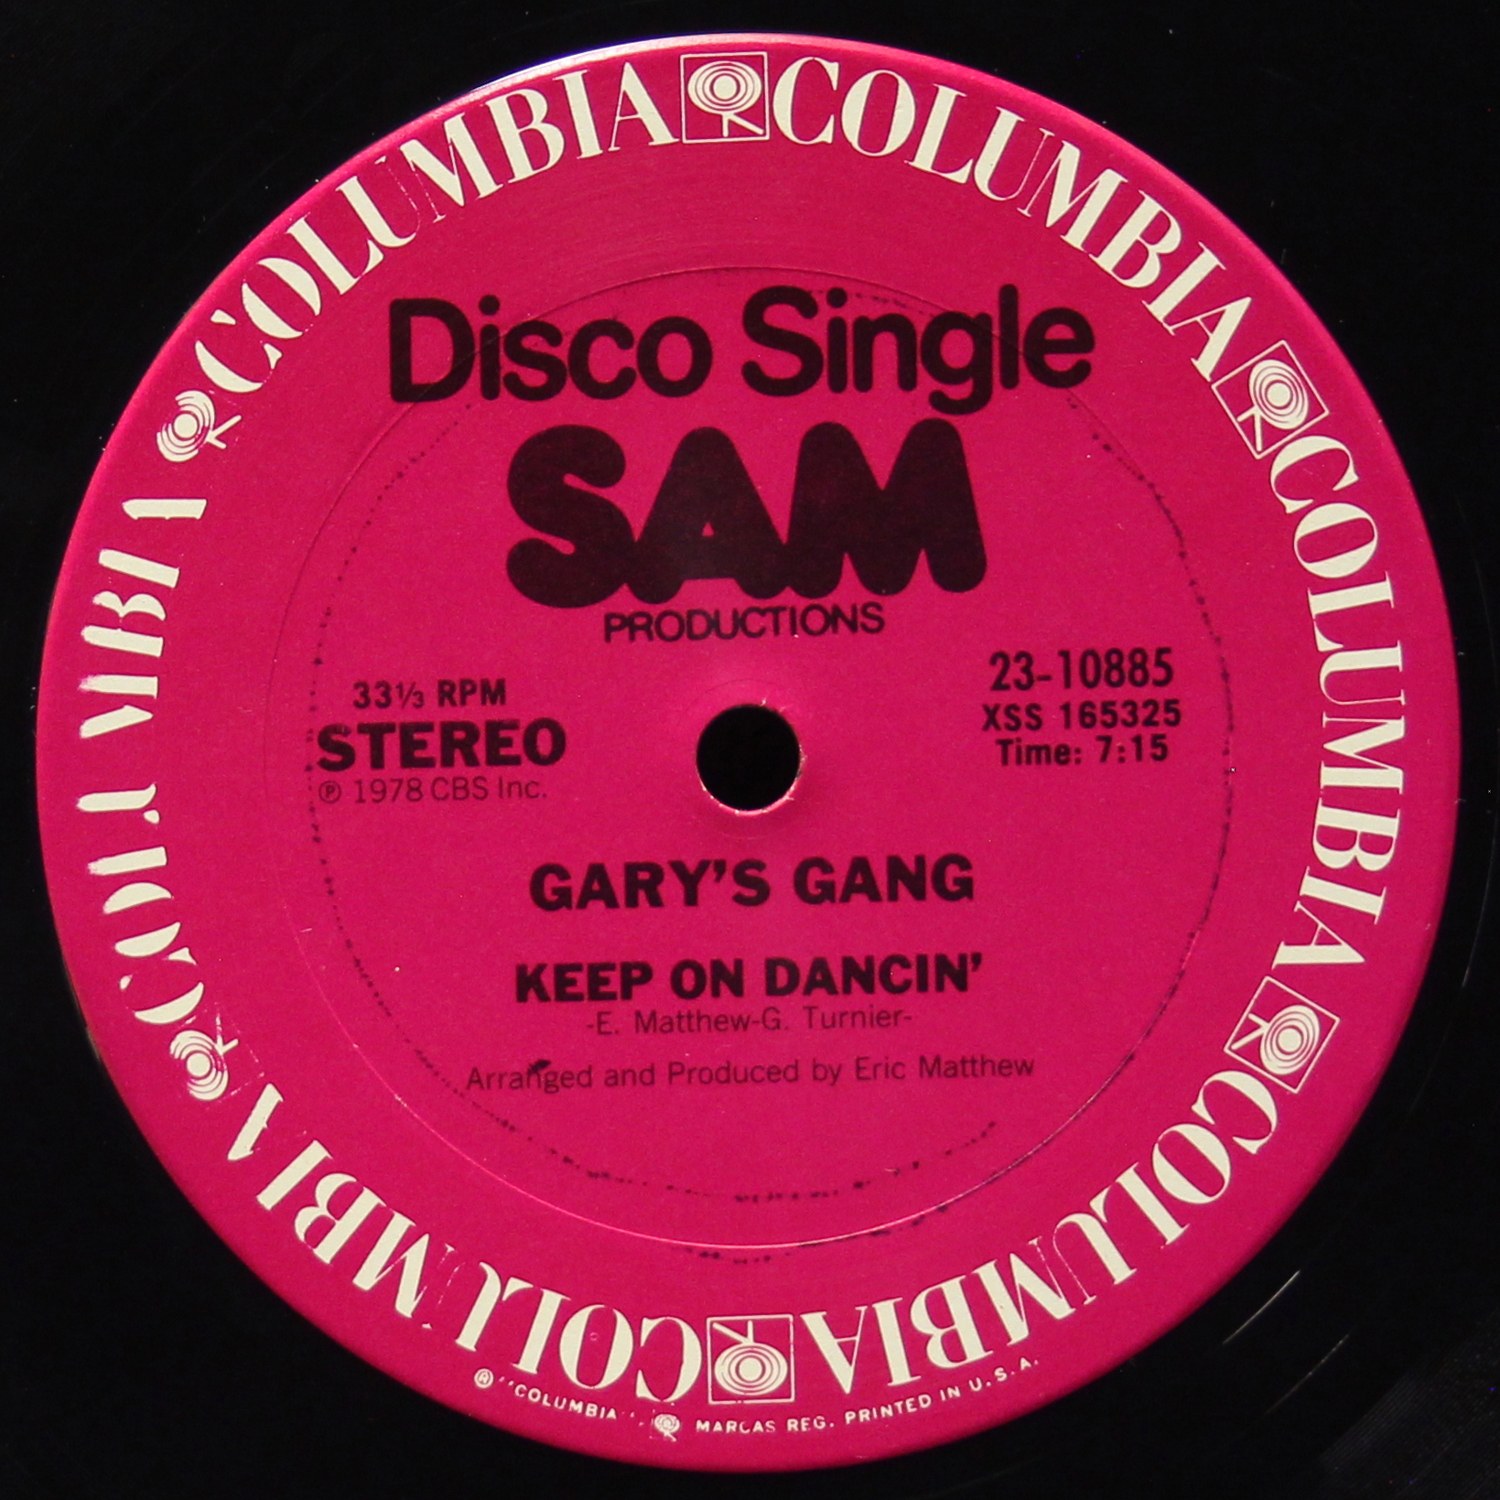 COLUMBIA COLUMBIA COLUMBIA COLUMBIA COLUMBIA COLUMBIA
Disco Single
SAM
PRODUCTIONS
33⅓ RPM
STEREO
℗ 1978 CBS Inc.
23-10885
XSS 165325
Time: 7:15
GARY'S GANG
KEEP ON DANCIN'
-E. Matthew-G. Turnier-
Arranged and Produced by Eric Matthew
® "COLUMBIA" MARCAS REG. PRINTED IN U.S.A.